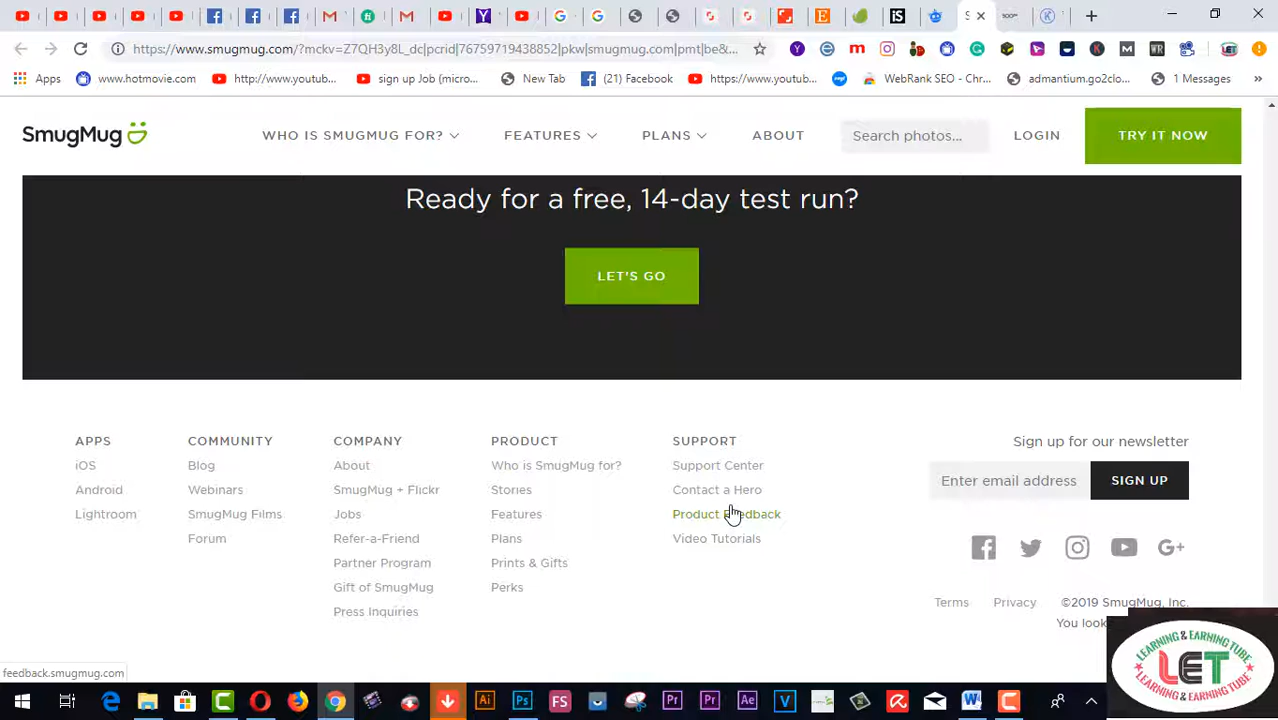 https://www.smugmug.com/?mckv=Z7QH3y8L_dc|pcrid|76759719438852|pkw|smugmug.com|pmt|be&...
Apps www.hotmovie.com http://www.youtub... sign up Job (micro... New Tab (21) Facebook https://www.youtub... WebRank SEO - Chr... admantium.go2clo... 1 Messages »
SmugMug WHO IS SMUGMUG FOR? FEATURES PLANS ABOUT Search photos... LOGIN TRY IT NOW
Ready for a free, 14-day test run?
LET'S GO
APPS
iOS
Android
Lightroom
COMMUNITY
Blog
Webinars
SmugMug Films
Forum
COMPANY
About
SmugMug + Flickr
Jobs
Refer-a-Friend
Partner Program
Gift of SmugMug
Press Inquiries
PRODUCT
Who is SmugMug for?
Stories
Features
Plans
Prints & Gifts
Perks
SUPPORT
Support Center
Contact a Hero
Product Feedback
Video Tutorials
Sign up for our newsletter
Enter email address SIGN UP
Terms Privacy ©2019 SmugMug, Inc.
You look
feedback.smugmug.com
LEARNING & EARNING TUBE
LET
LEARNING & EARNING TUBE